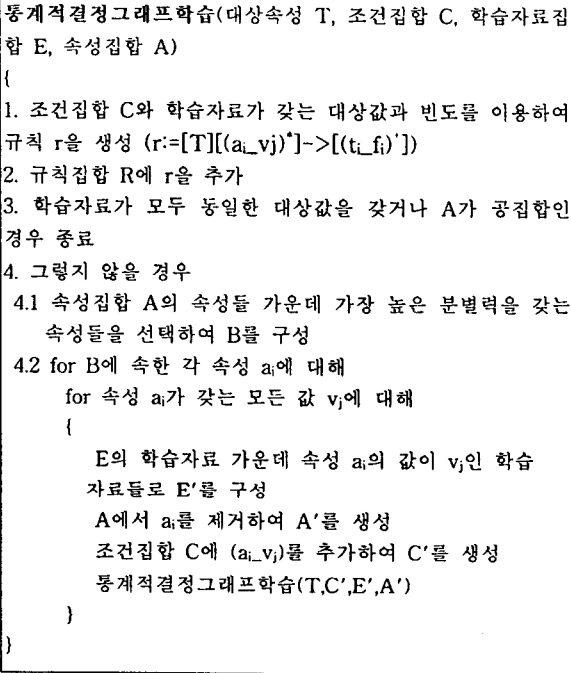 통계적결정그래프학습(대상속성 T, 조건집합 C, 학습자료집
합 E, 속성집합 A)
{
1. 조건집합 C와 학습자료가 갖는 대상값과 빈도를 이용하여
규칙 r을 생성 (r:=[T][(ai_vj)*]->[(ti_fi)*])
2. 규칙집합 R에 r을 추가
3. 학습자료가 모두 동일한 대상값을 갖거나 A가 공집합인
경우 종료
4. 그렇지 않을 경우
4.1 속성집합 A의 속성들 가운데 가장 높은 분별력을 갖는
속성들을 선택하여 B를 구성
4.2 for B에 속한 각 속성 ai에 대해
for 속성 ai가 갖는 모든 값 vj에 대해
{
E의 학습자료 가운데 속성 ai의 값이 vj인 학습
자료들로 E′를 구성
A에서 ai를 제거하여 A′를 생성
조건집합 C에 (ai_vj)를 추가하여 C′를 생성
통계적결정그래프학습(T,C′,E′,A′)
}
}